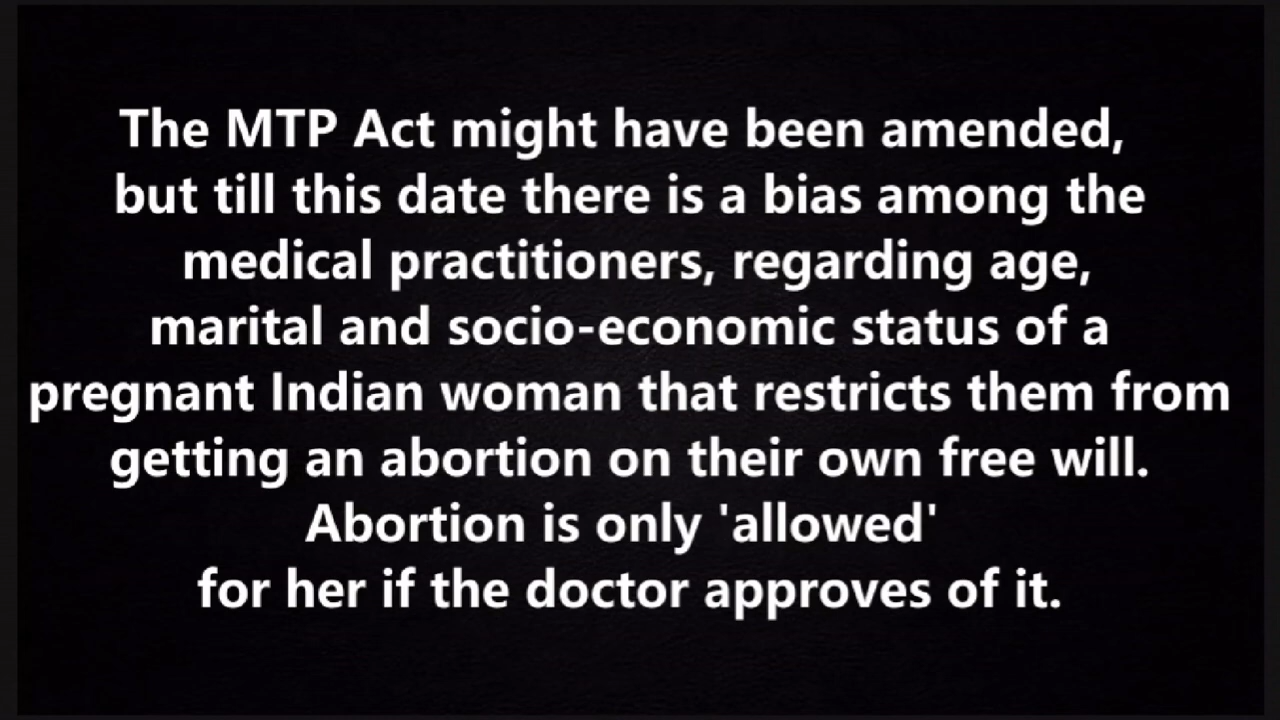 The MTP Act might have been amended,
but till this date there is a bias among the
medical practitioners, regarding age,
marital and socio-economic status of a
pregnant Indian woman that restricts them from
getting an abortion on their own free will.
Abortion is only 'allowed'
for her if the doctor approves of it.